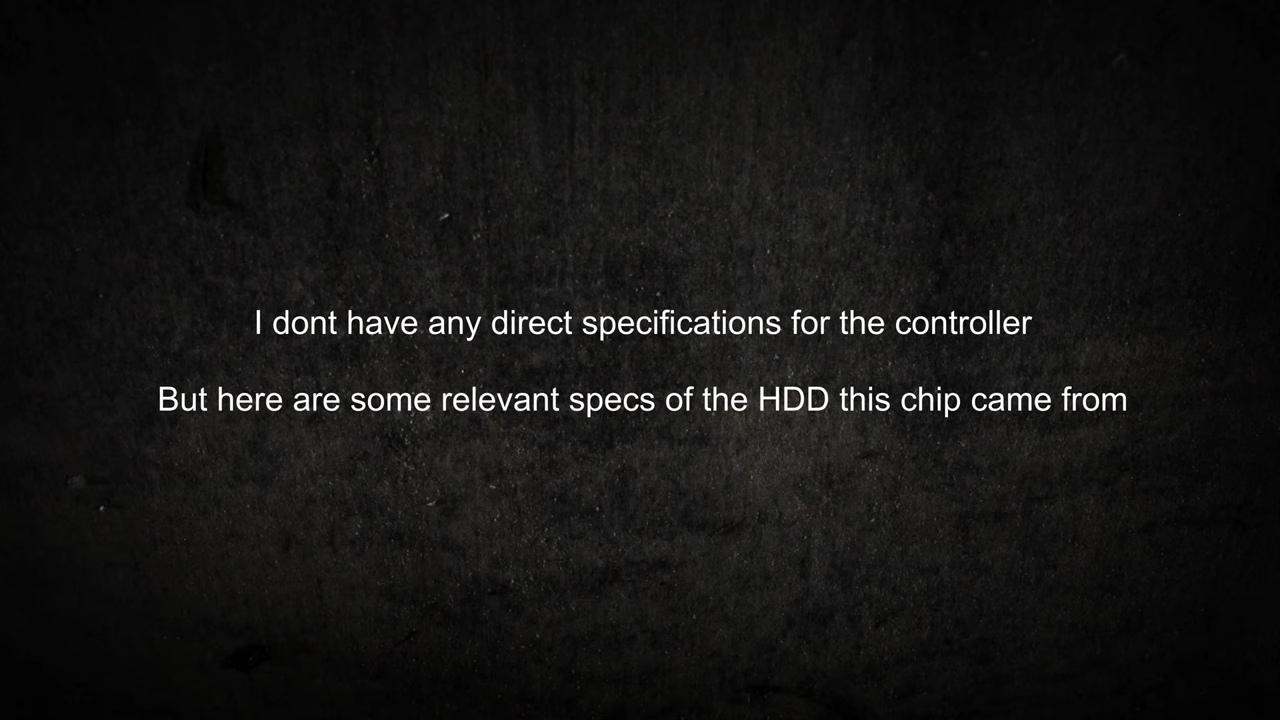 I dont have any direct specifications for the controller
But here are some relevant specs of the HDD this chip came from